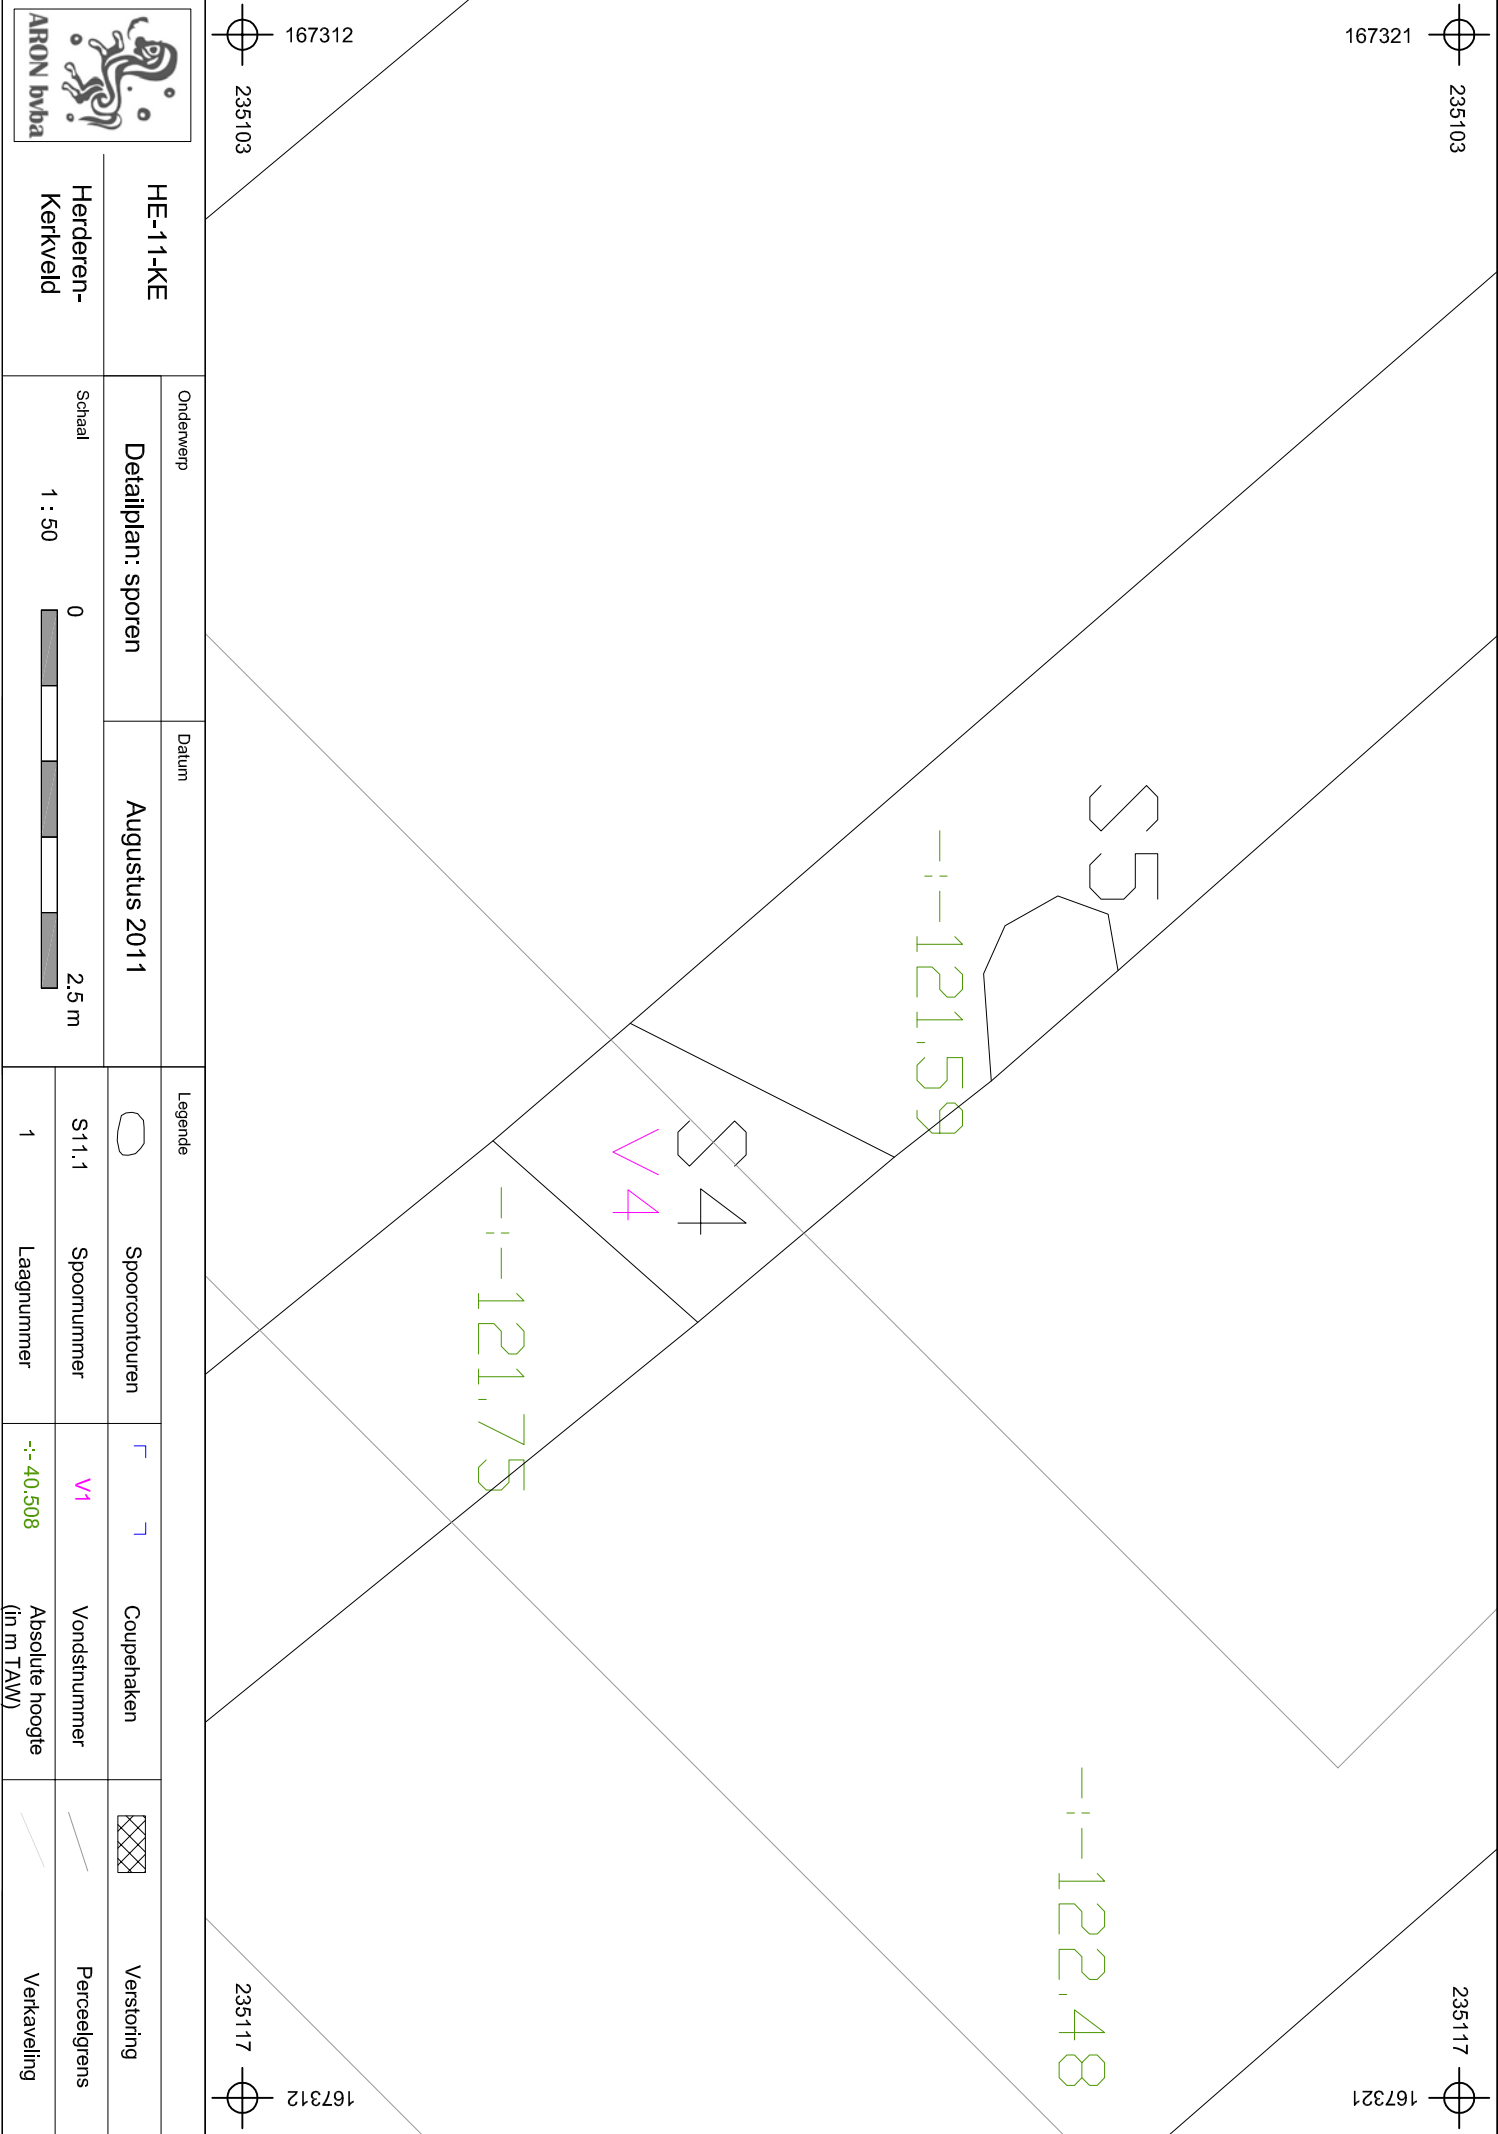 167321
235103
235117
167321
S5
-:-121.59
-:-122.48
S4
V4
-:-121.75
167312
235103
235117
167312
ARON bvba
HE-11-KE
Herderen-
Kerkveld
Onderwerp
Detailplan: sporen
Datum
Augustus 2011
Schaal
1 : 50
0
2.5 m
Legende
Spoorcontouren
S11.1 Spoornummer
1 Laagnummer
Coupehaken
V1 Vondstnummer
-:- 40.508 Absolute hoogte
(in m TAW)
Verstoring
Perceelgrens
Verkaveling